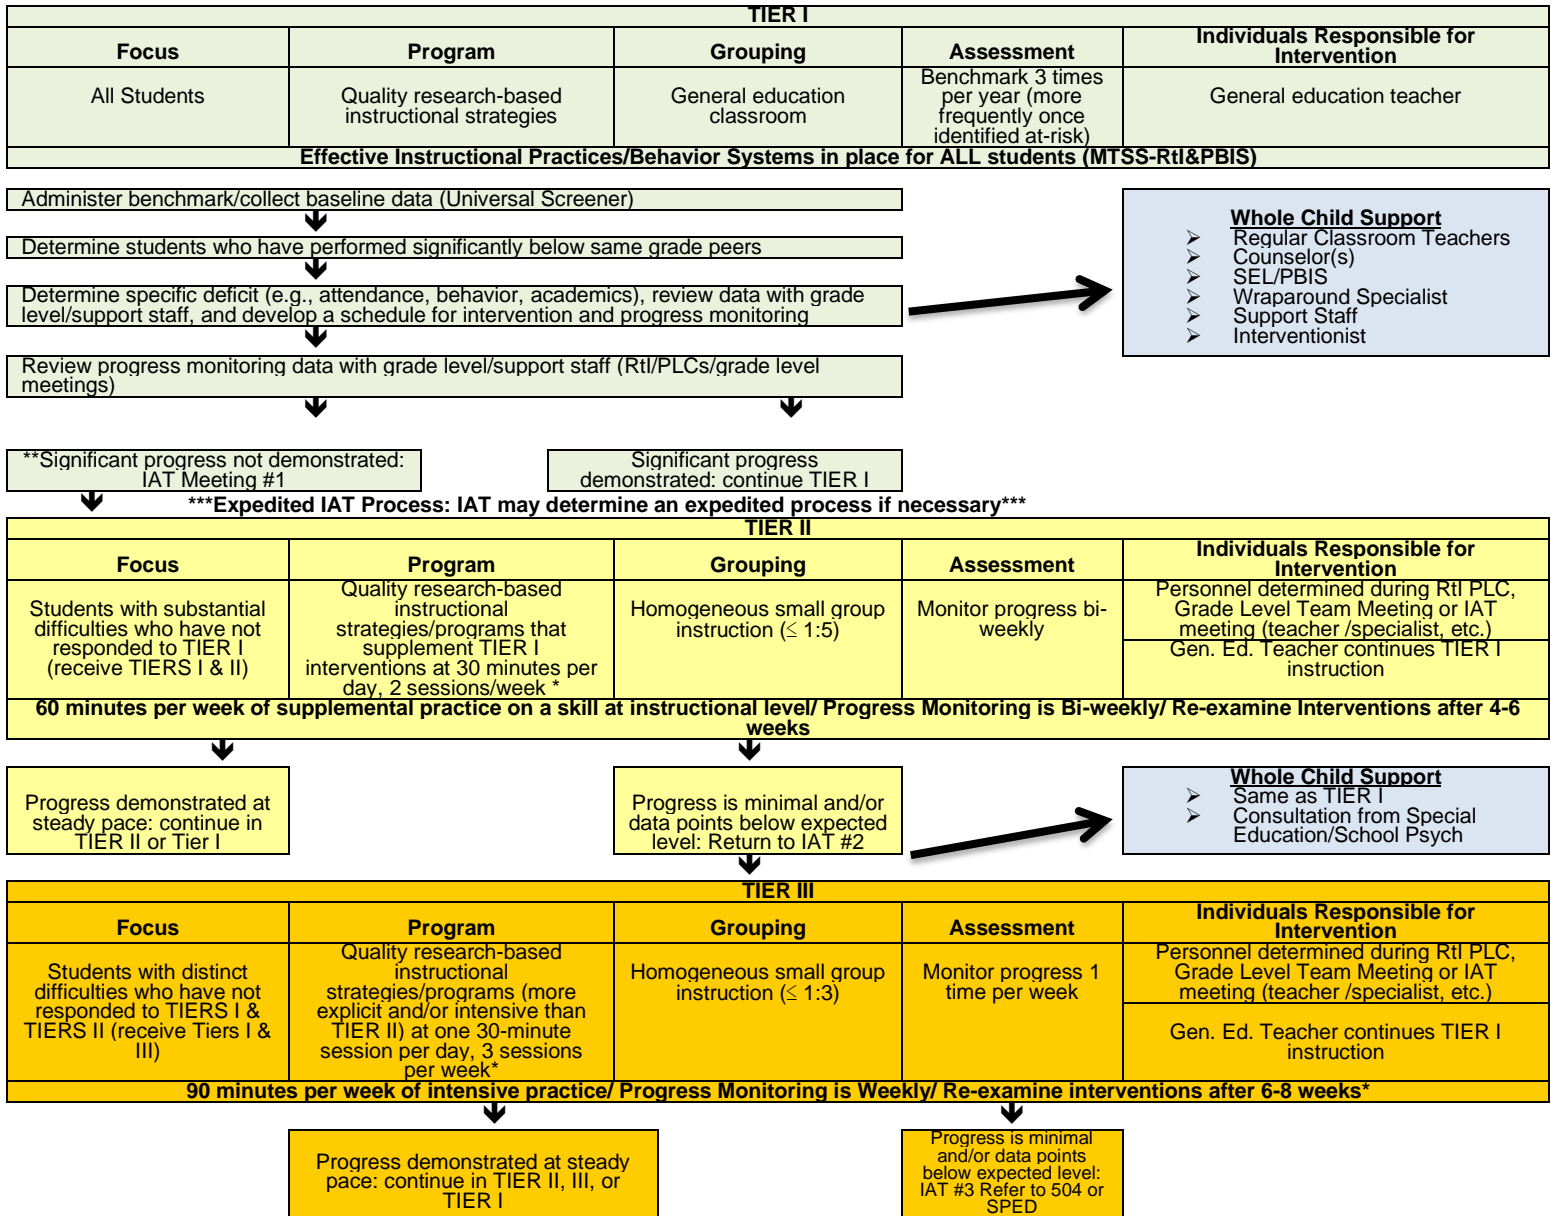 TIER I
Focus
Program
Grouping
Assessment
Individuals Responsible for
Intervention
All Students
Quality research-based
instructional strategies
General education
classroom
Benchmark 3 times
per year (more
frequently once
identified at-risk)
General education teacher
Effective Instructional Practices/Behavior Systems in place for ALL students (MTSS-RtI&PBIS)
Administer benchmark/collect baseline data (Universal Screener)
Determine students who have performed significantly below same grade peers
Determine specific deficit (e.g., attendance, behavior, academics), review data with grade
level/support staff, and develop a schedule for intervention and progress monitoring
Review progress monitoring data with grade level/support staff (RtI/PLCs/grade level
meetings)
Whole Child Support
➢ Regular Classroom Teachers
➢ Counselor(s)
➢ SEL/PBIS
➢ Wraparound Specialist
➢ Support Staff
➢ Interventionist
**Significant progress not demonstrated:
IAT Meeting #1
Significant progress
demonstrated: continue TIER I
***Expedited IAT Process: IAT may determine an expedited process if necessary***
TIER II
Focus
Program
Grouping
Assessment
Individuals Responsible for
Intervention
Students with substantial
difficulties who have not
responded to TIER I
(receive TIERS I & II)
Quality research-based
instructional
strategies/programs that
supplement TIER I
interventions at 30 minutes per
day, 2 sessions/week *
Homogeneous small group
instruction (≤ 1:5)
Monitor progress bi-
weekly
Personnel determined during RtI PLC,
Grade Level Team Meeting or IAT
meeting (teacher /specialist, etc.)
Gen. Ed. Teacher continues TIER I
instruction
60 minutes per week of supplemental practice on a skill at instructional level/ Progress Monitoring is Bi-weekly/ Re-examine Interventions after 4-6
weeks
Progress demonstrated at
steady pace: continue in
TIER II or Tier I
Progress is minimal and/or
data points below expected
level: Return to IAT #2
Whole Child Support
➢ Same as TIER I
➢ Consultation from Special
Education/School Psych
TIER III
Focus
Program
Grouping
Assessment
Individuals Responsible for
Intervention
Students with distinct
difficulties who have not
responded to TIERS I &
TIERS II (receive Tiers I &
III)
Quality research-based
instructional
strategies/programs (more
explicit and/or intensive than
TIER II) at one 30-minute
session per day, 3 sessions
per week*
Homogeneous small group
instruction (≤ 1:3)
Monitor progress 1
time per week
Personnel determined during RtI PLC,
Grade Level Team Meeting or IAT
meeting (teacher /specialist, etc.)
Gen. Ed. Teacher continues TIER I
instruction
90 minutes per week of intensive practice/ Progress Monitoring is Weekly/ Re-examine interventions after 6-8 weeks*
Progress demonstrated at steady
pace: continue in TIER II, III, or
TIER I
Progress is minimal
and/or data points
below expected level:
IAT #3 Refer to 504 or
SPED